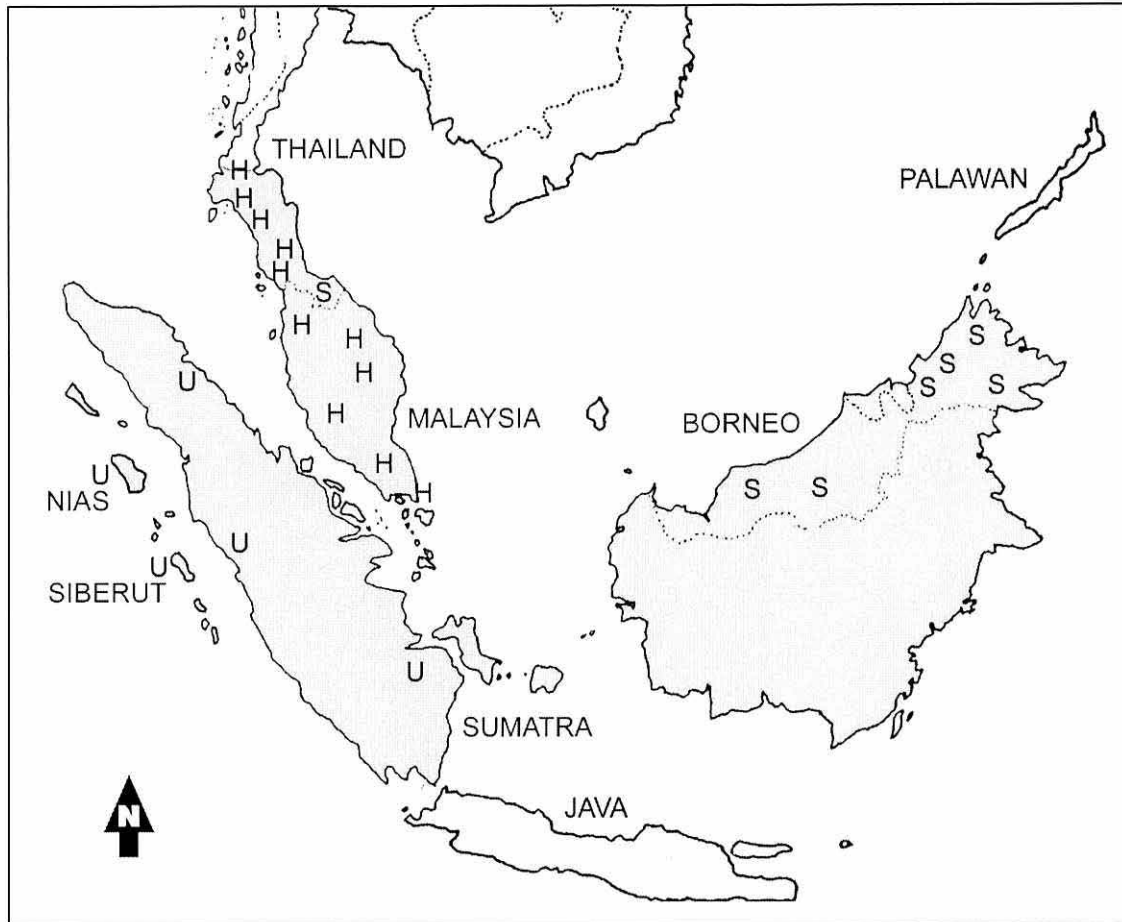 THAILAND
PALAWAN
H
H
H
H
H
S
H
H
S
S
U
H
S
S
H
MALAYSIA
BORNEO
H
U
NIAS
H
S
S
U
U
SIBERUT
U
SUMATRA
N
JAVA